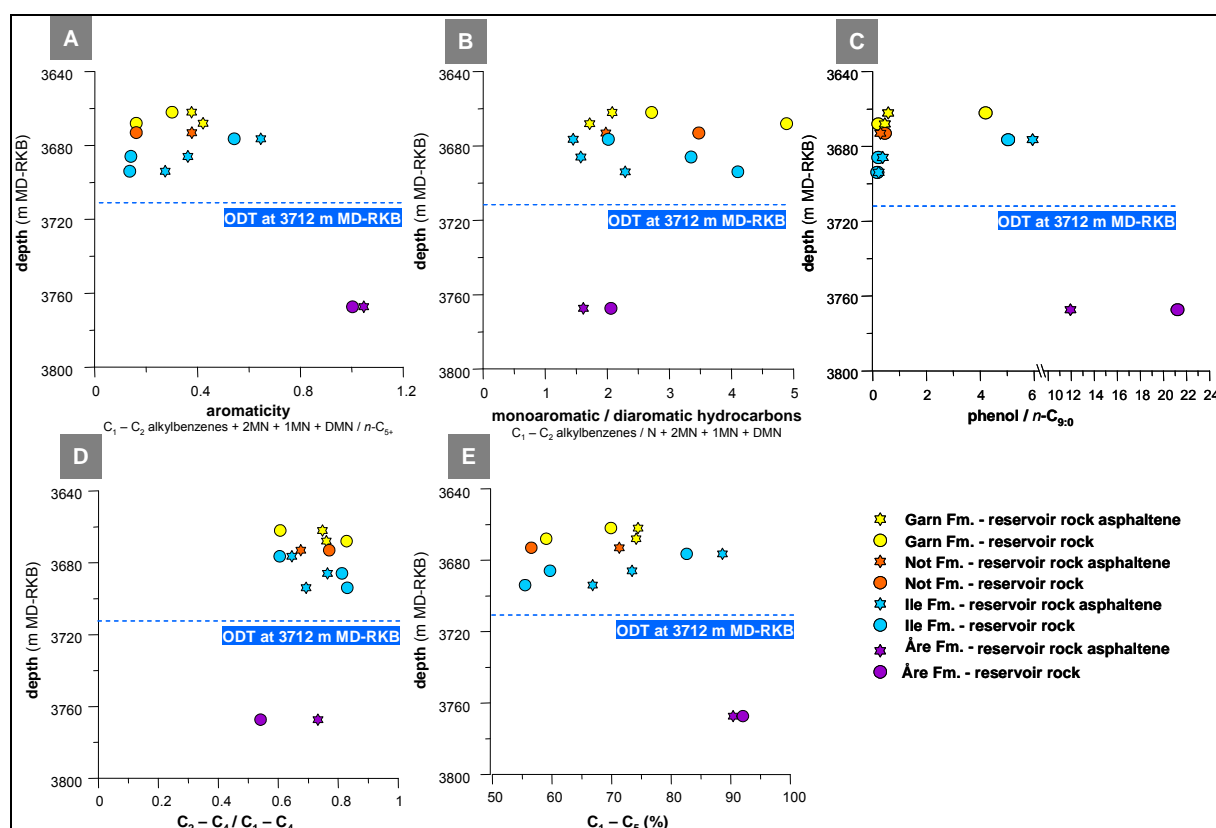 A
B
C
3640
3680
3720
3760
3800
depth (m MD-RKB)
ODT at 3712 m MD-RKB
0 0.4 0.8 1.2
aromaticity
C1 – C2 alkylbenzenes + 2MN + 1MN + DMN / n-C5+
3640
3680
3720
3760
3800
depth (m MD-RKB)
ODT at 3712 m MD-RKB
0 1 2 3 4 5
monoaromatic / diaromatic hydrocarbons
C1 – C2 alkylbenzenes / N + 2MN + 1MN + DMN
3640
3680
3720
3760
3800
depth (m MD-RKB)
ODT at 3712 m MD-RKB
0 2 4 6 10 12 14 16 18 20 22 24
phenol / n-C9:0
D
E
3640
3680
3720
3760
3800
depth (m MD-RKB)
ODT at 3712 m MD-RKB
0 0.2 0.4 0.6 0.8 1
C2 – C4 / C1 – C4
3640
3680
3720
3760
3800
depth (m MD-RKB)
ODT at 3712 m MD-RKB
50 60 70 80 90 100
C1 – C5 (%)
Garn Fm. - reservoir rock asphaltene
Garn Fm. - reservoir rock
Not Fm. - reservoir rock asphaltene
Not Fm. - reservoir rock
Ile Fm. - reservoir rock asphaltene
Ile Fm. - reservoir rock
Åre Fm. - reservoir rock asphaltene
Åre Fm. - reservoir rock